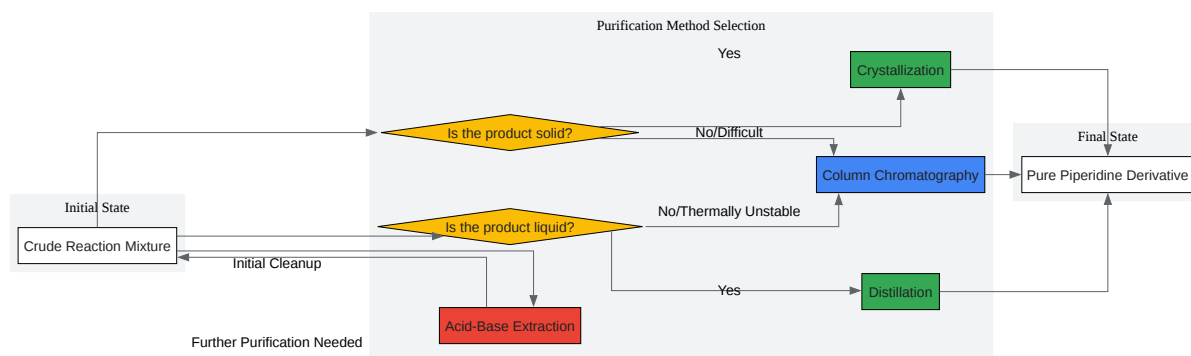 Purification Method Selection
Yes
Crystallization
Is the product solid?
No/Difficult
Final State
Column Chromatography
Pure Piperidine Derivative
Initial State
No/Thermally Unstable
Is the product liquid?
Crude Reaction Mixture
Initial Cleanup
Yes
Distillation
Acid-Base Extraction
Further Purification Needed